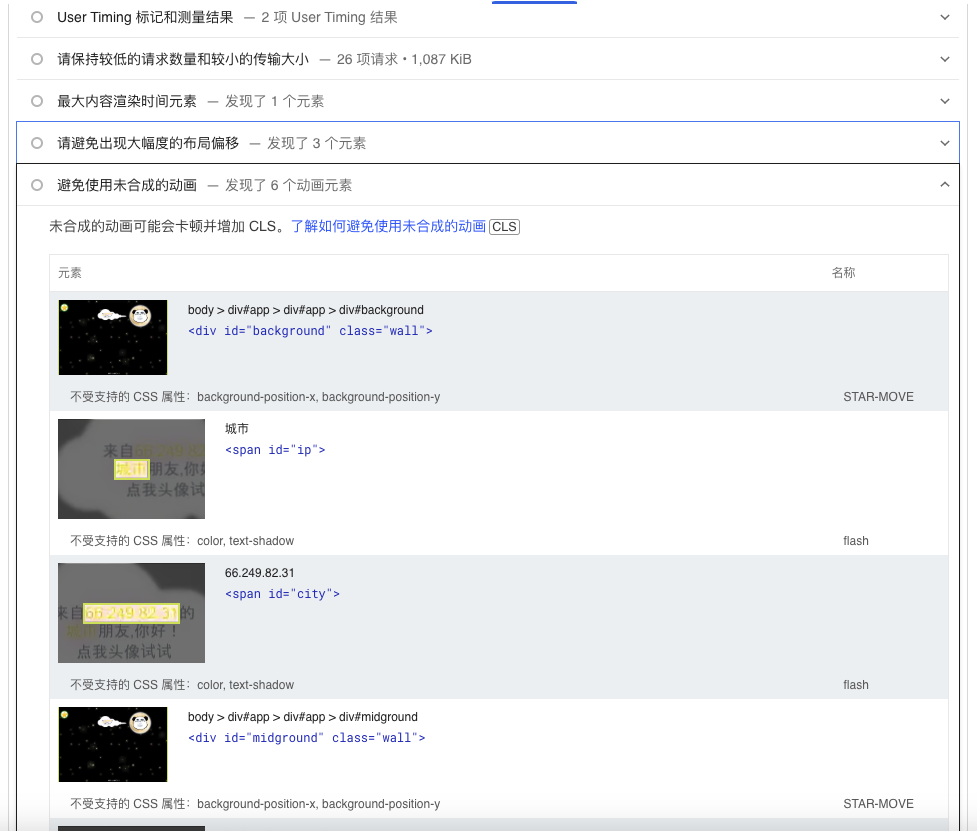 User Timing 标记和测量结果 — 2 项 User Timing 结果
请保持较低的请求数量和较小的传输大小 — 26 项请求 • 1,087 KiB
最大内容渲染时间元素 — 发现了 1 个元素
请避免出现大幅度的布局偏移 — 发现了 3 个元素
避免使用未合成的动画 — 发现了 6 个动画元素
未合成的动画可能会卡顿并增加 CLS。了解如何避免使用未合成的动画 CLS
元素 名称
body > div#app > div#app > div#background
<div id="background" class="wall">
不受支持的 CSS 属性：background-position-x, background-position-y STAR-MOVE
城市
<span id="ip">
来自66.249.82
城市朋友,你好
点我头像试
不受支持的 CSS 属性：color, text-shadow flash
66.249.82.31
<span id="city">
来自66.249.82.31的
城市朋友,你好！
点我头像试试
不受支持的 CSS 属性：color, text-shadow flash
body > div#app > div#app > div#midground
<div id="midground" class="wall">
不受支持的 CSS 属性：background-position-x, background-position-y STAR-MOVE